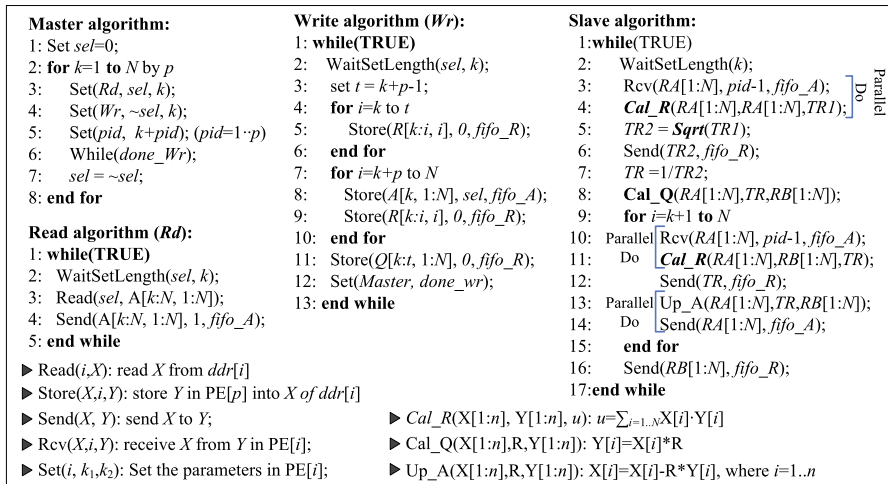 Master algorithm:
1: Set sel=0;
2: for k=1 to N by p
3: Set(Rd, sel, k);
4: Set(Wr, ~sel, k);
5: Set(pid, k+pid); (pid=1··p)
6: While(done_Wr);
7: sel = ~sel;
8: end for
Read algorithm (Rd):
1: while(TRUE)
2: WaitSetLength(sel, k);
3: Read(sel, A[k:N, 1:N]);
4: Send(A[k:N, 1:N], 1, fifo_A);
5: end while
Write algorithm (Wr):
1: while(TRUE)
2: WaitSetLength(sel, k);
3: set t = k+p-1;
4: for i=k to t
5: Store(R[k:i, i], 0, fifo_R);
6: end for
7: for i=k+p to N
8: Store(A[k, 1:N], sel, fifo_A);
9: Store(R[k:i, i], 0, fifo_R);
10: end for
11: Store(Q[k:t, 1:N], 0, fifo_R);
12: Set(Master, done_wr);
13: end while
Slave algorithm:
1:while(TRUE)
2: WaitSetLength(k);
3: Rcv(RA[1:N], pid-1, fifo_A);
4: Cal_R(RA[1:N],RA[1:N],TR1);
Parallel
Do
5: TR2 = Sqrt(TR1);
6: Send(TR2, fifo_R);
7: TR =1/TR2;
8: Cal_Q(RA[1:N],TR,RB[1:N]);
9: for i=k+1 to N
10: Parallel Rcv(RA[1:N], pid-1, fifo_A);
11: Do Cal_R(RA[1:N],RB[1:N],TR);
12: Send(TR, fifo_R);
13: Parallel Up_A(RA[1:N],TR,RB[1:N]);
14: Do Send(RA[1:N], fifo_A);
15: end for
16: Send(RB[1:N], fifo_R);
17:end while
▶ Read(i,X): read X from ddr[i]
▶ Store(X,i,Y): store Y in PE[p] into X of ddr[i]
▶ Send(X, Y): send X to Y;
▶ Rcv(X,i,Y): receive X from Y in PE[i];
▶ Set(i, k₁,k₂): Set the parameters in PE[i];
▶ Cal_R(X[1:n], Y[1:n], u): u=∑i=1..NX[i]·Y[i]
▶ Cal_Q(X[1:n],R,Y[1:n]): Y[i]=X[i]*R
▶ Up_A(X[1:n],R,Y[1:n]): X[i]=X[i]-R*Y[i], where i=1..n